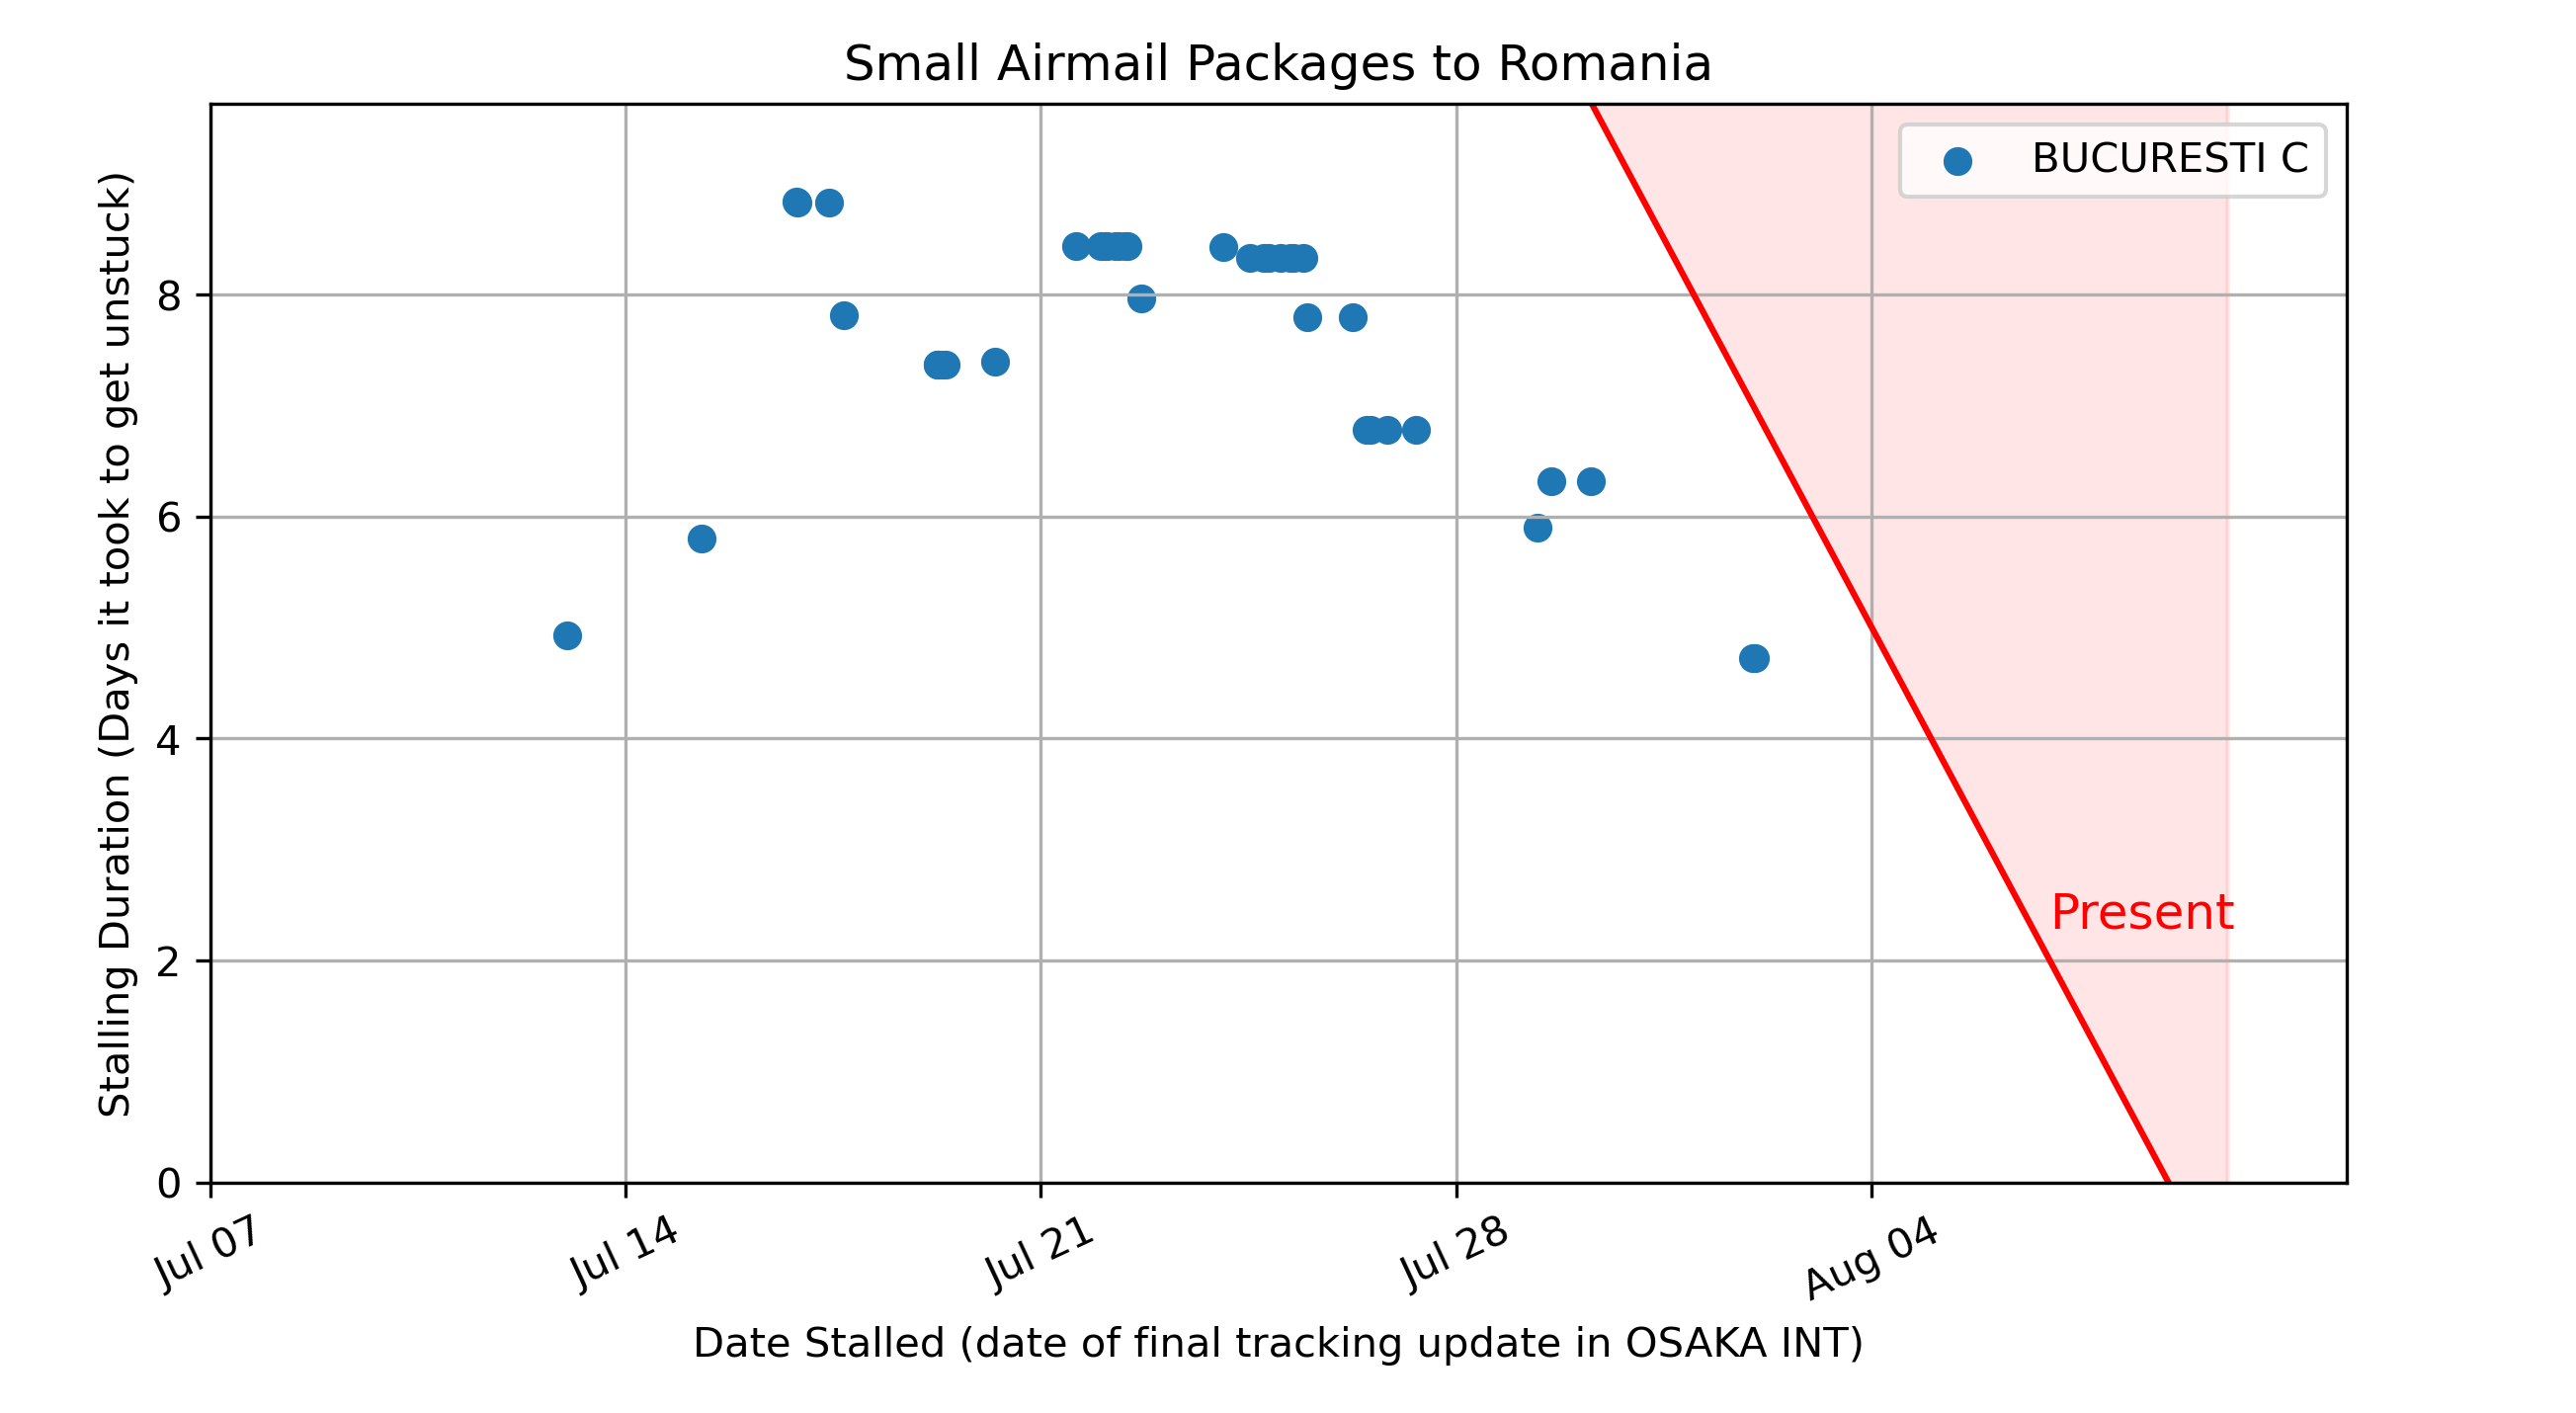 Small Airmail Packages to Romania
BUCURESTI C
Stalling Duration (Days it took to get unstuck)
8
6
4
2
0
Present
Jul 07
Jul 14
Jul 21
Jul 28
Aug 04
Date Stalled (date of final tracking update in OSAKA INT)